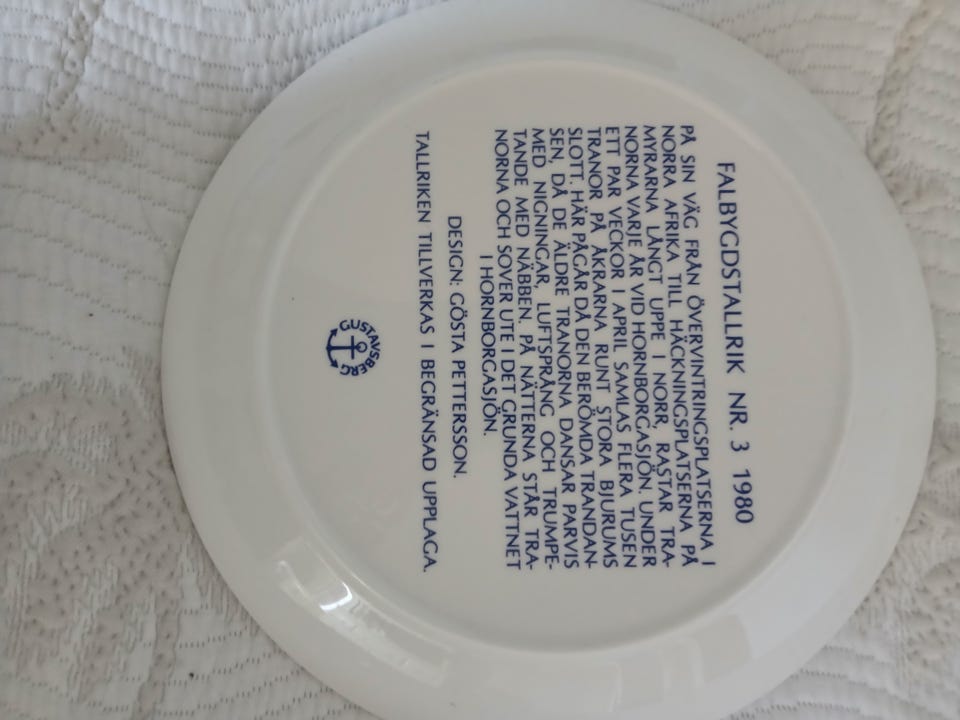 FALBYGDSTALLRIK NR. 3 1980
PÅ SIN VÄG FRÅN ÖVERVINTRINGSPLATSERNA I
NORRA AFRIKA TILL HÄCKNINGSPLATSERNA PÅ
MYRARNA LÅNGT UPPE I NORR, RASTAR TRA-
NORNA VARJE ÅR VID HORNBORGASJÖN. UNDER
ETT PAR VECKOR I APRIL SAMLAS FLERA TUSEN
TRANOR PÅ ÅKRARNA RUNT STORA BJURUMS
SLOTT. HÄR PÅGÅR DÅ DEN BERÖMDA TRANDAN-
SEN, DÅ DE ÄLDRE TRANORNA DANSAR PARVIS
MED NIGNINGAR, LUFTSPRÅNG OCH TRUMPE-
TANDE MED NÄBBEN. PÅ NÄTTERNA STÅR TRA-
NORNA OCH SOVER UTE I DET GRUNDA VATTNET
I HORNBORGASJÖN.
DESIGN: GÖSTA PETTERSSON.
TALLRIKEN TILLVERKAS I BEGRÄNSAD UPPLAGA.
GUSTAVSBERG